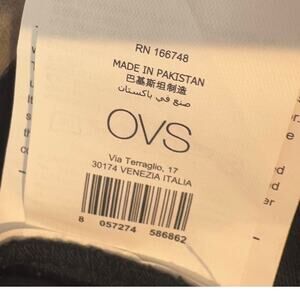 RN 166748
MADE IN PAKISTAN
巴基斯坦制造
صنع في باكستان
OVS
Via Terraglio, 17
30174 VENEZIA ITALIA
8 057274 586862